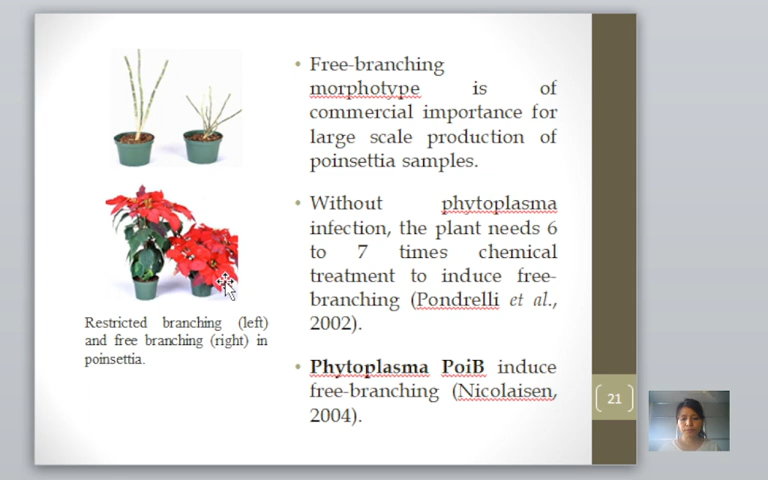 Free-branching
morphotype is of
commercial importance for
large scale production of
poinsettia samples.
Without phytoplasma
infection, the plant needs 6
to 7 times chemical
treatment to induce free-
branching (Pondrelli et al.,
2002).
Phytoplasma PoiB induce
free-branching (Nicolaisen,
2004).
Restricted branching (left)
and free branching (right) in
poinsettia.
21